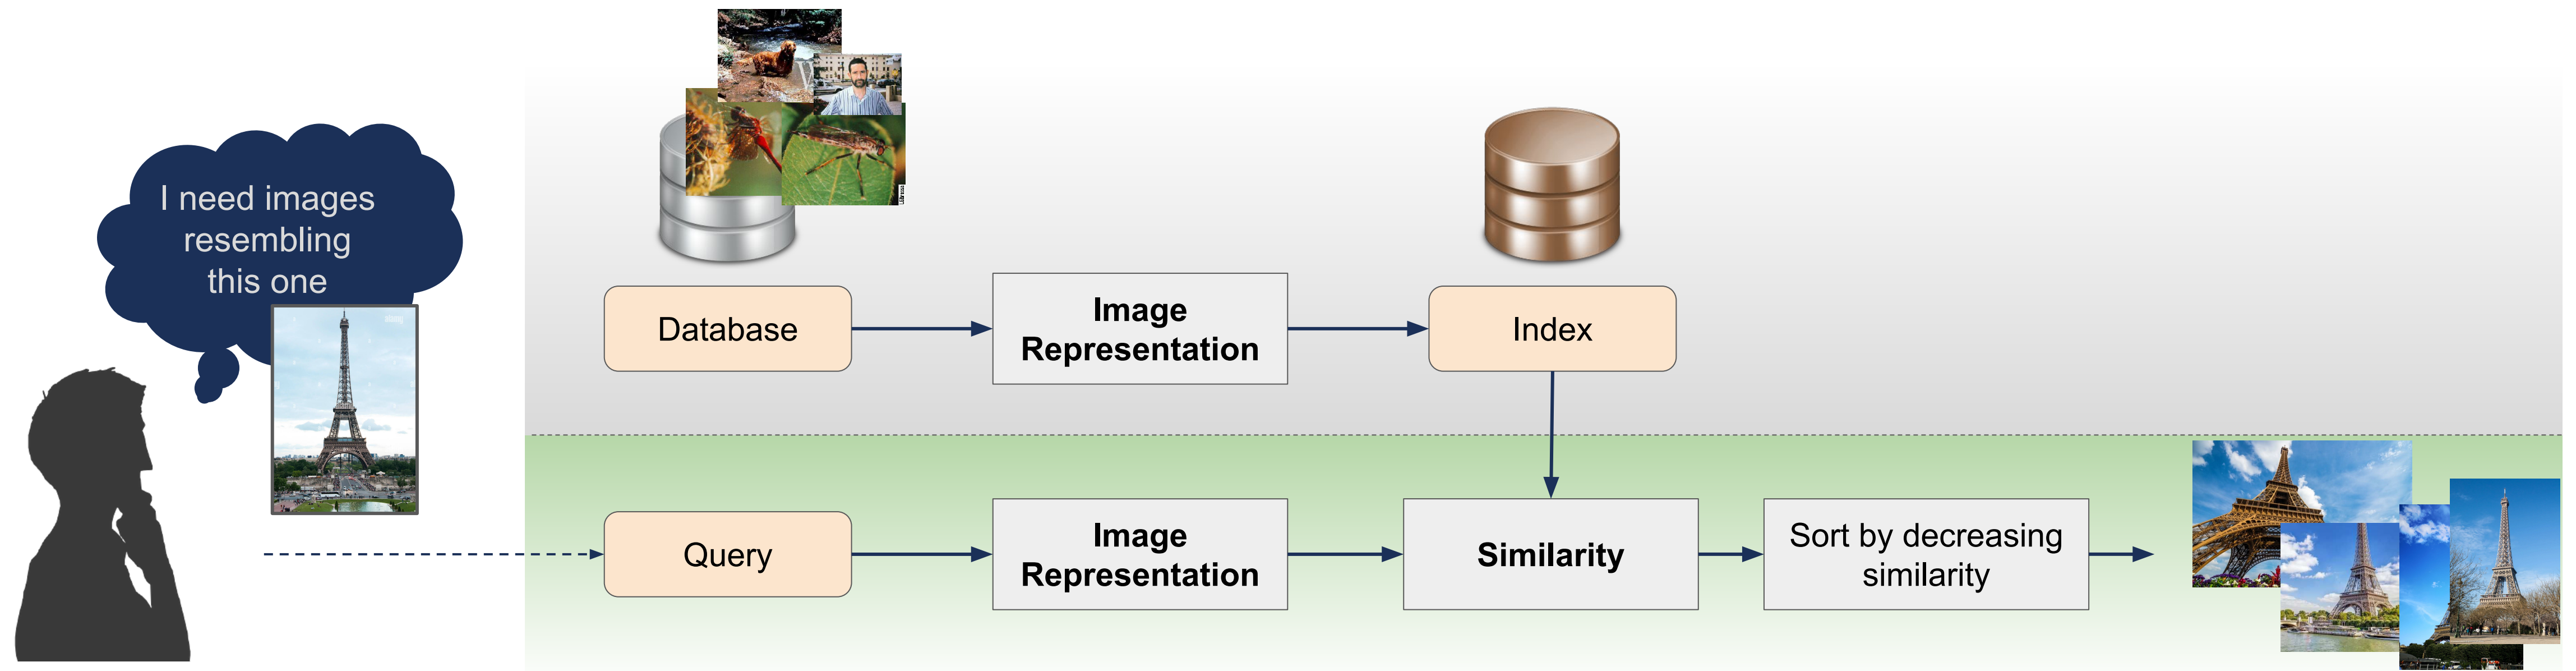 I need images
resembling
this one
Database
Image
Representation
Index
Query
Image
Representation
Similarity
Sort by decreasing
similarity